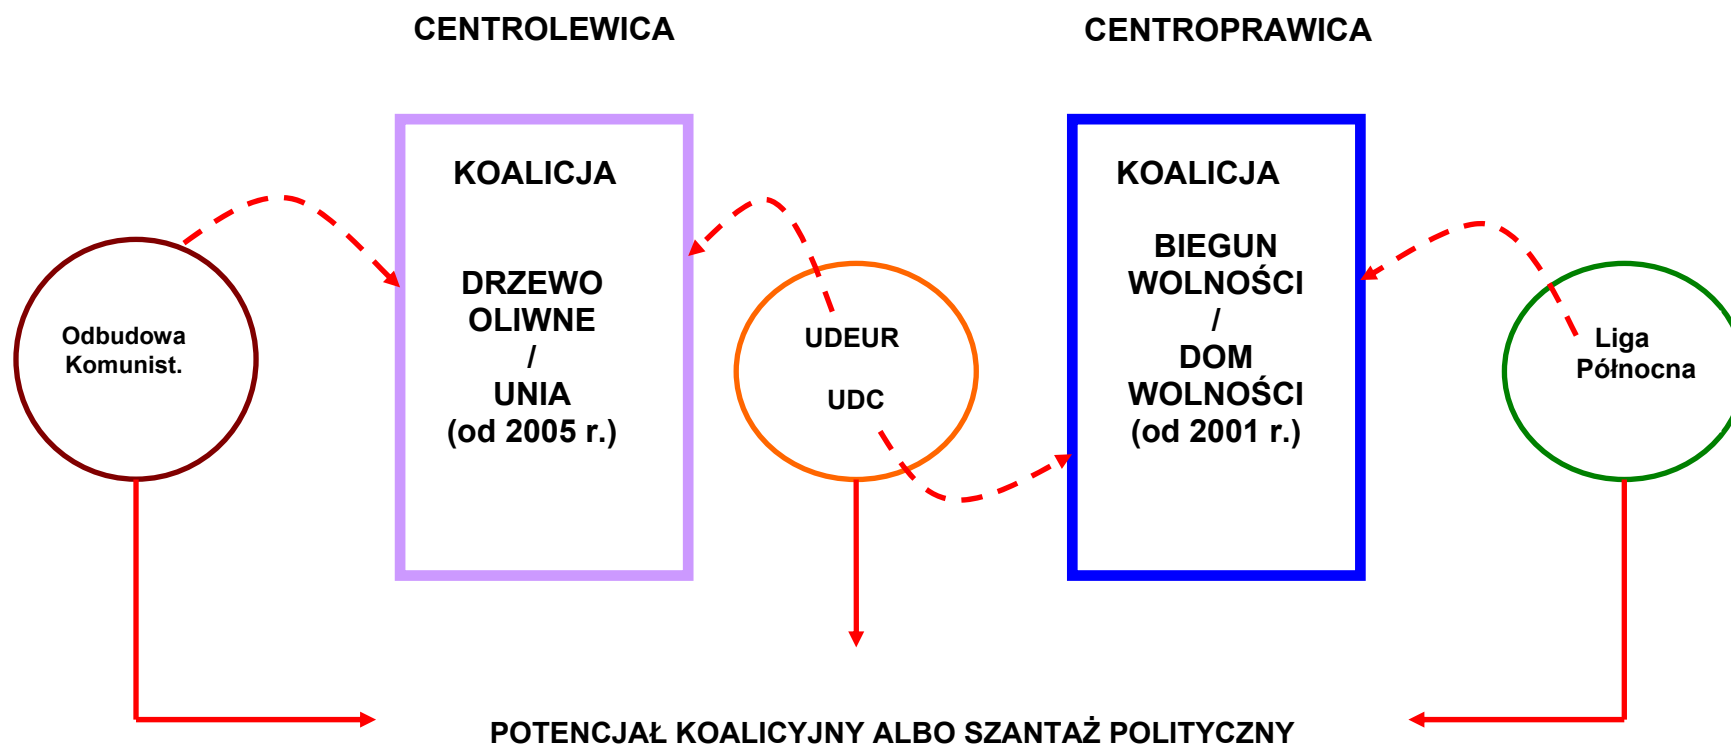 CENTROLEWICA
CENTROPRAWICA
Odbudowa
Komunist.
KOALICJA
DRZEWO
OLIWNE
/
UNIA
(od 2005 r.)
UDEUR
UDC
KOALICJA
BIEGUN
WOLNOŚCI
/
DOM
WOLNOŚCI
(od 2001 r.)
Liga
Północna
POTENCJAŁ KOALICYJNY ALBO SZANTAŻ POLITYCZNY